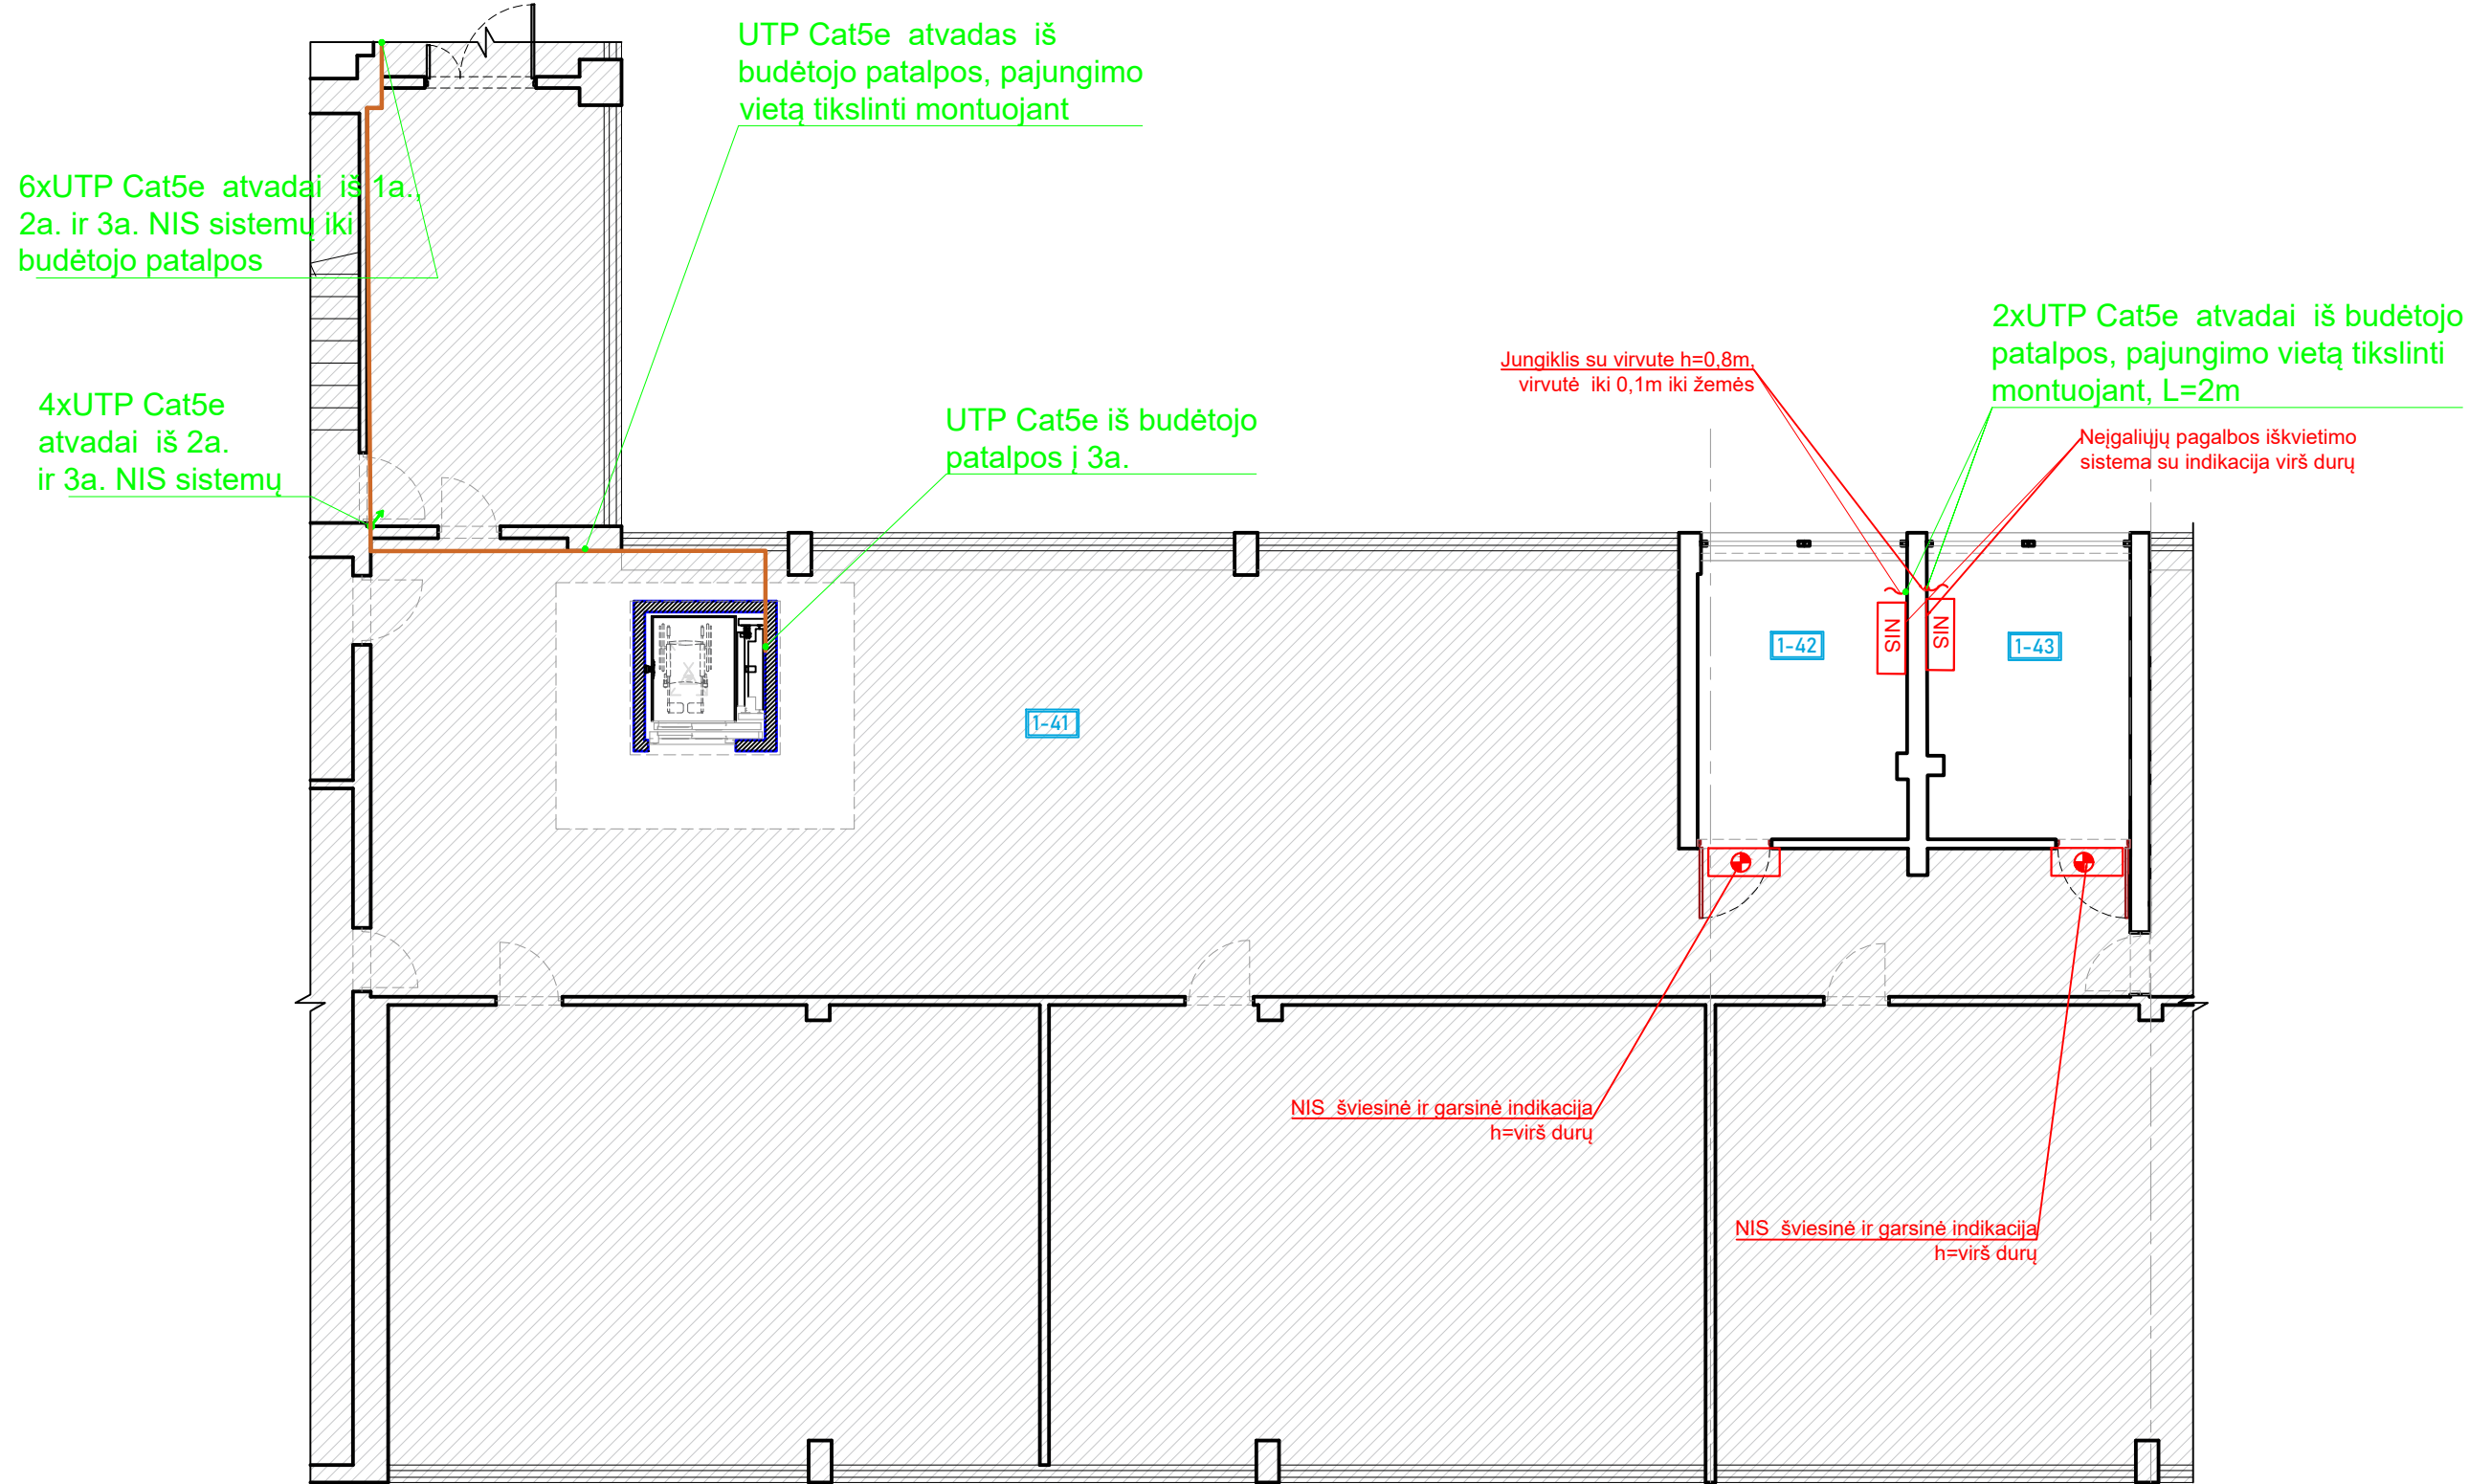 UTP Cat5e atvadas iš
budėtojo patalpos, pajungimo
vietą tikslinti montuojant
6xUTP Cat5e atvadai iš 1a.,
2a. ir 3a. NIS sistemų iki
budėtojo patalpos
4xUTP Cat5e
atvadai iš 2a.
ir 3a. NIS sistemų
UTP Cat5e iš budėtojo
patalpos į 3a.
Jungiklis su virvute h=0,8m,
virvutė iki 0,1m iki žemės
2xUTP Cat5e atvadai iš budėtojo
patalpos, pajungimo vietą tikslinti
montuojant, L=2m
Neįgaliųjų pagalbos iškvietimo
sistema su indikacija virš durų
NIS
NIS
1-42
1-43
1-41
NIS šviesinė ir garsinė indikacija
h=virš durų
NIS šviesinė ir garsinė indikacija
h=virš durų